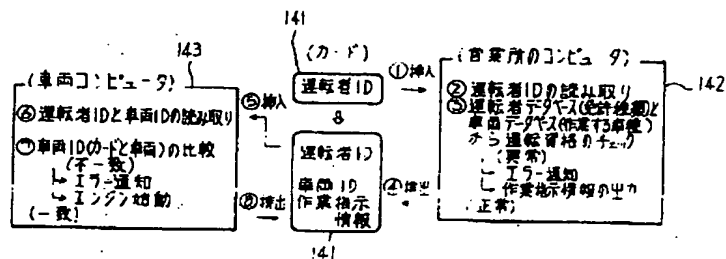 143
(車両コンピュータ)
⑥運転者IDと車両IDの読み取り
⑦車両ID(カードと車両)の比較
(不一致)
エラー通知
エンジン始動
(一致)
⑤挿入
⑧排出
141
(カード)
運転者ID
運転者ID
車両ID
作業指示
情報
141
①挿入
④排出
(営業所のコンピュータ)
142
②運転者IDの読み取り
③運転者データベース(免許種類)と
車両データベース(作業する車種)
から運転資格のチェック
(異常)
エラー通知
作業指示情報の出力
(正常)